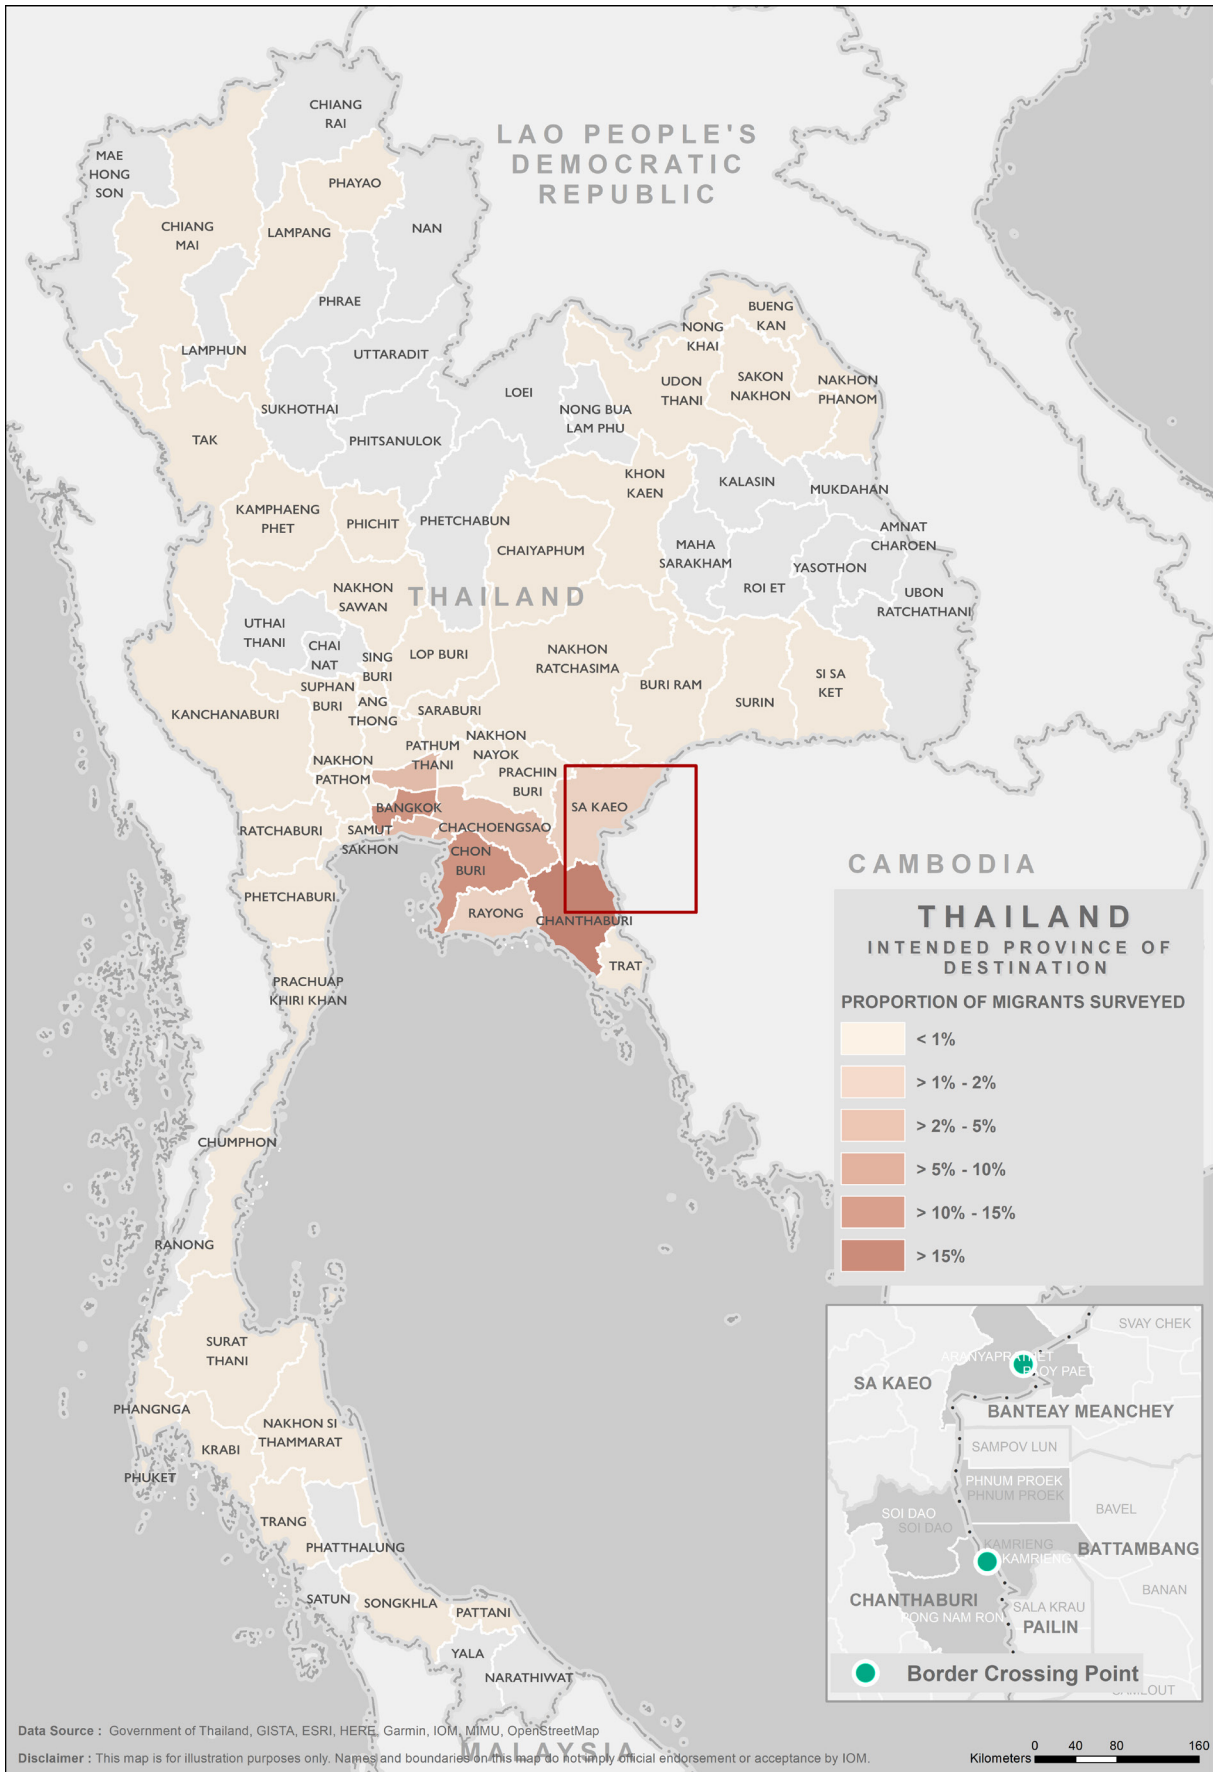 CHIANG
RAI
LAO PEOPLE'S
DEMOCRATIC
REPUBLIC
MAE
HONG
SON
PHAYAO
CHIANG
MAI
LAMPANG
NAN
PHRAE
BUENG
KAN
NONG
KHAI
LAMPHUN
UTTARADIT
LOEI
UDON
THANI
SAKON
NAKHON
NAKHON
PHANOM
SUKHOTHAI
NONG BUA
LAM PHU
TAK
PHITSANULOK
KHON
KAEN
KALASIN
MUKDAHAN
KAMPHAENG
PHET
PHICHIT
PHETCHABUN
CHAIYAPHUM
MAHA
SARAKHAM
AMNAT
CHAROEN
YASOTHON
ROI ET
UBON
RATCHATHANI
NAKHON
SAWAN
THAILAND
UTHAI
THANI
CHAI
NAT
SING
BURI
LOP BURI
NAKHON
RATCHASIMA
BURI RAM
SURIN
SI SA
KET
SUPHAN
BURI
ANG
THONG
SARABURI
KANCHANABURI
NAKHON
NAYOK
PATHUM
THANI
NAKHON
PATHOM
PRACHIN
BURI
SA KAEO
BANGKOK
CHACHOENGSAO
RATCHABURI
SAMUT
SAKHON
CHON
BURI
CAMBODIA
PHETCHABURI
RAYONG
CHANTHABURI
TRAT
PRACHUAP
KHIRI KHAN
CHUMPHON
RANONG
SURAT
THANI
PHANGNGA
NAKHON SI
THAMMARAT
KRABI
PHUKET
TRANG
PHATTHALUNG
SATUN
SONGKHLA
PATTANI
YALA
NARATHIWAT
MALAYSIA
THAILAND
INTENDED PROVINCE OF
DESTINATION
PROPORTION OF MIGRANTS SURVEYED
< 1%
> 1% - 2%
> 2% - 5%
> 5% - 10%
> 10% - 15%
> 15%
SVAY CHEK
ARANYAPRATHET
POY PAET
SA KAEO
BANTEAY MEANCHEY
SAMPOV LUN
PHNUM PROEK
PHNUM PROEK
SOI DAO
SOI DAO
BAVEL
KAMRIENG
KAMRIENG
BATTAMBANG
BANAN
CHANTHABURI
PONG NAM RON
SALA KRAU
PAILIN
SAMLOUT
Border Crossing Point
Data Source : Government of Thailand, GISTA, ESRI, HERE, Garmin, IOM, MIMU, OpenStreetMap
Disclaimer : This map is for illustration purposes only. Names and boundaries on this map do not imply official endorsement or acceptance by IOM.
Kilometers
0 40 80 160